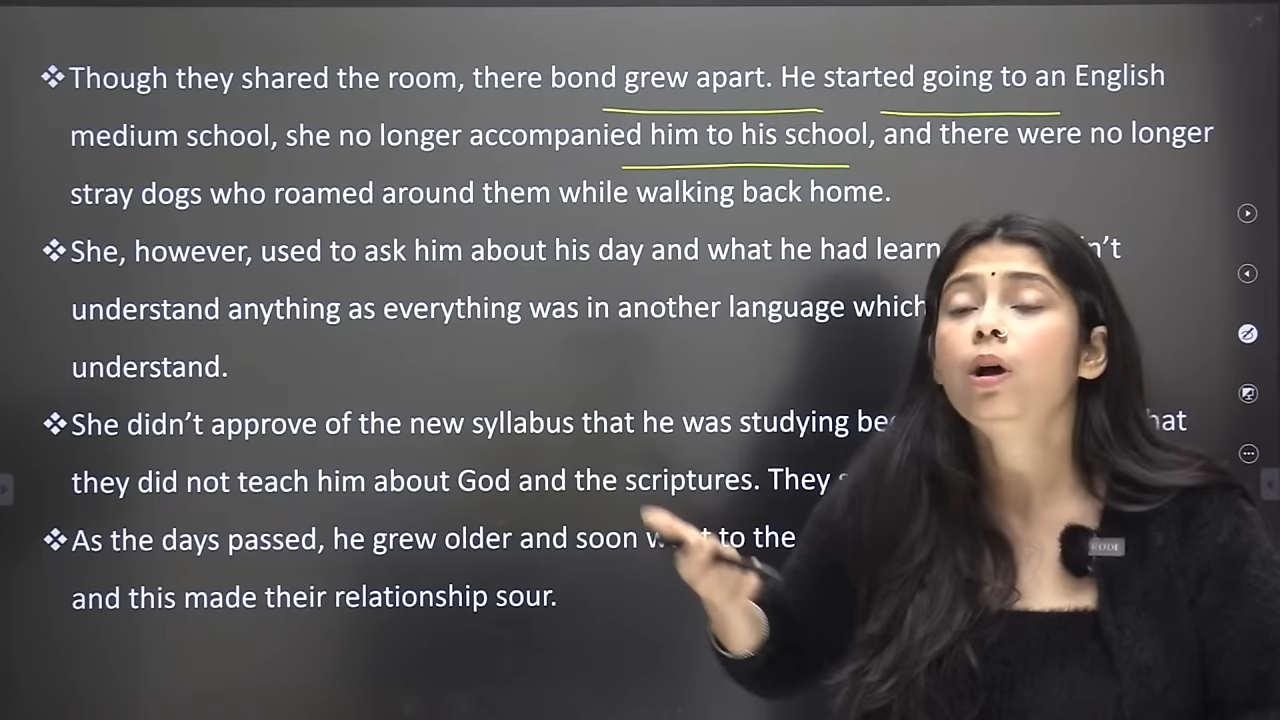 ❖Though they shared the room, there bond grew apart. He started going to an English
medium school, she no longer accompanied him to his school, and there were no longer
stray dogs who roamed around them while walking back home.
❖She, however, used to ask him about his day and what he had
understand anything as everything was in another language which
understand.
❖She didn’t approve of the new syllabus that he was studying
they did not teach him about God and the scriptures. They
❖As the days passed, he grew older and soon to the
and this made their relationship sour.
RODE